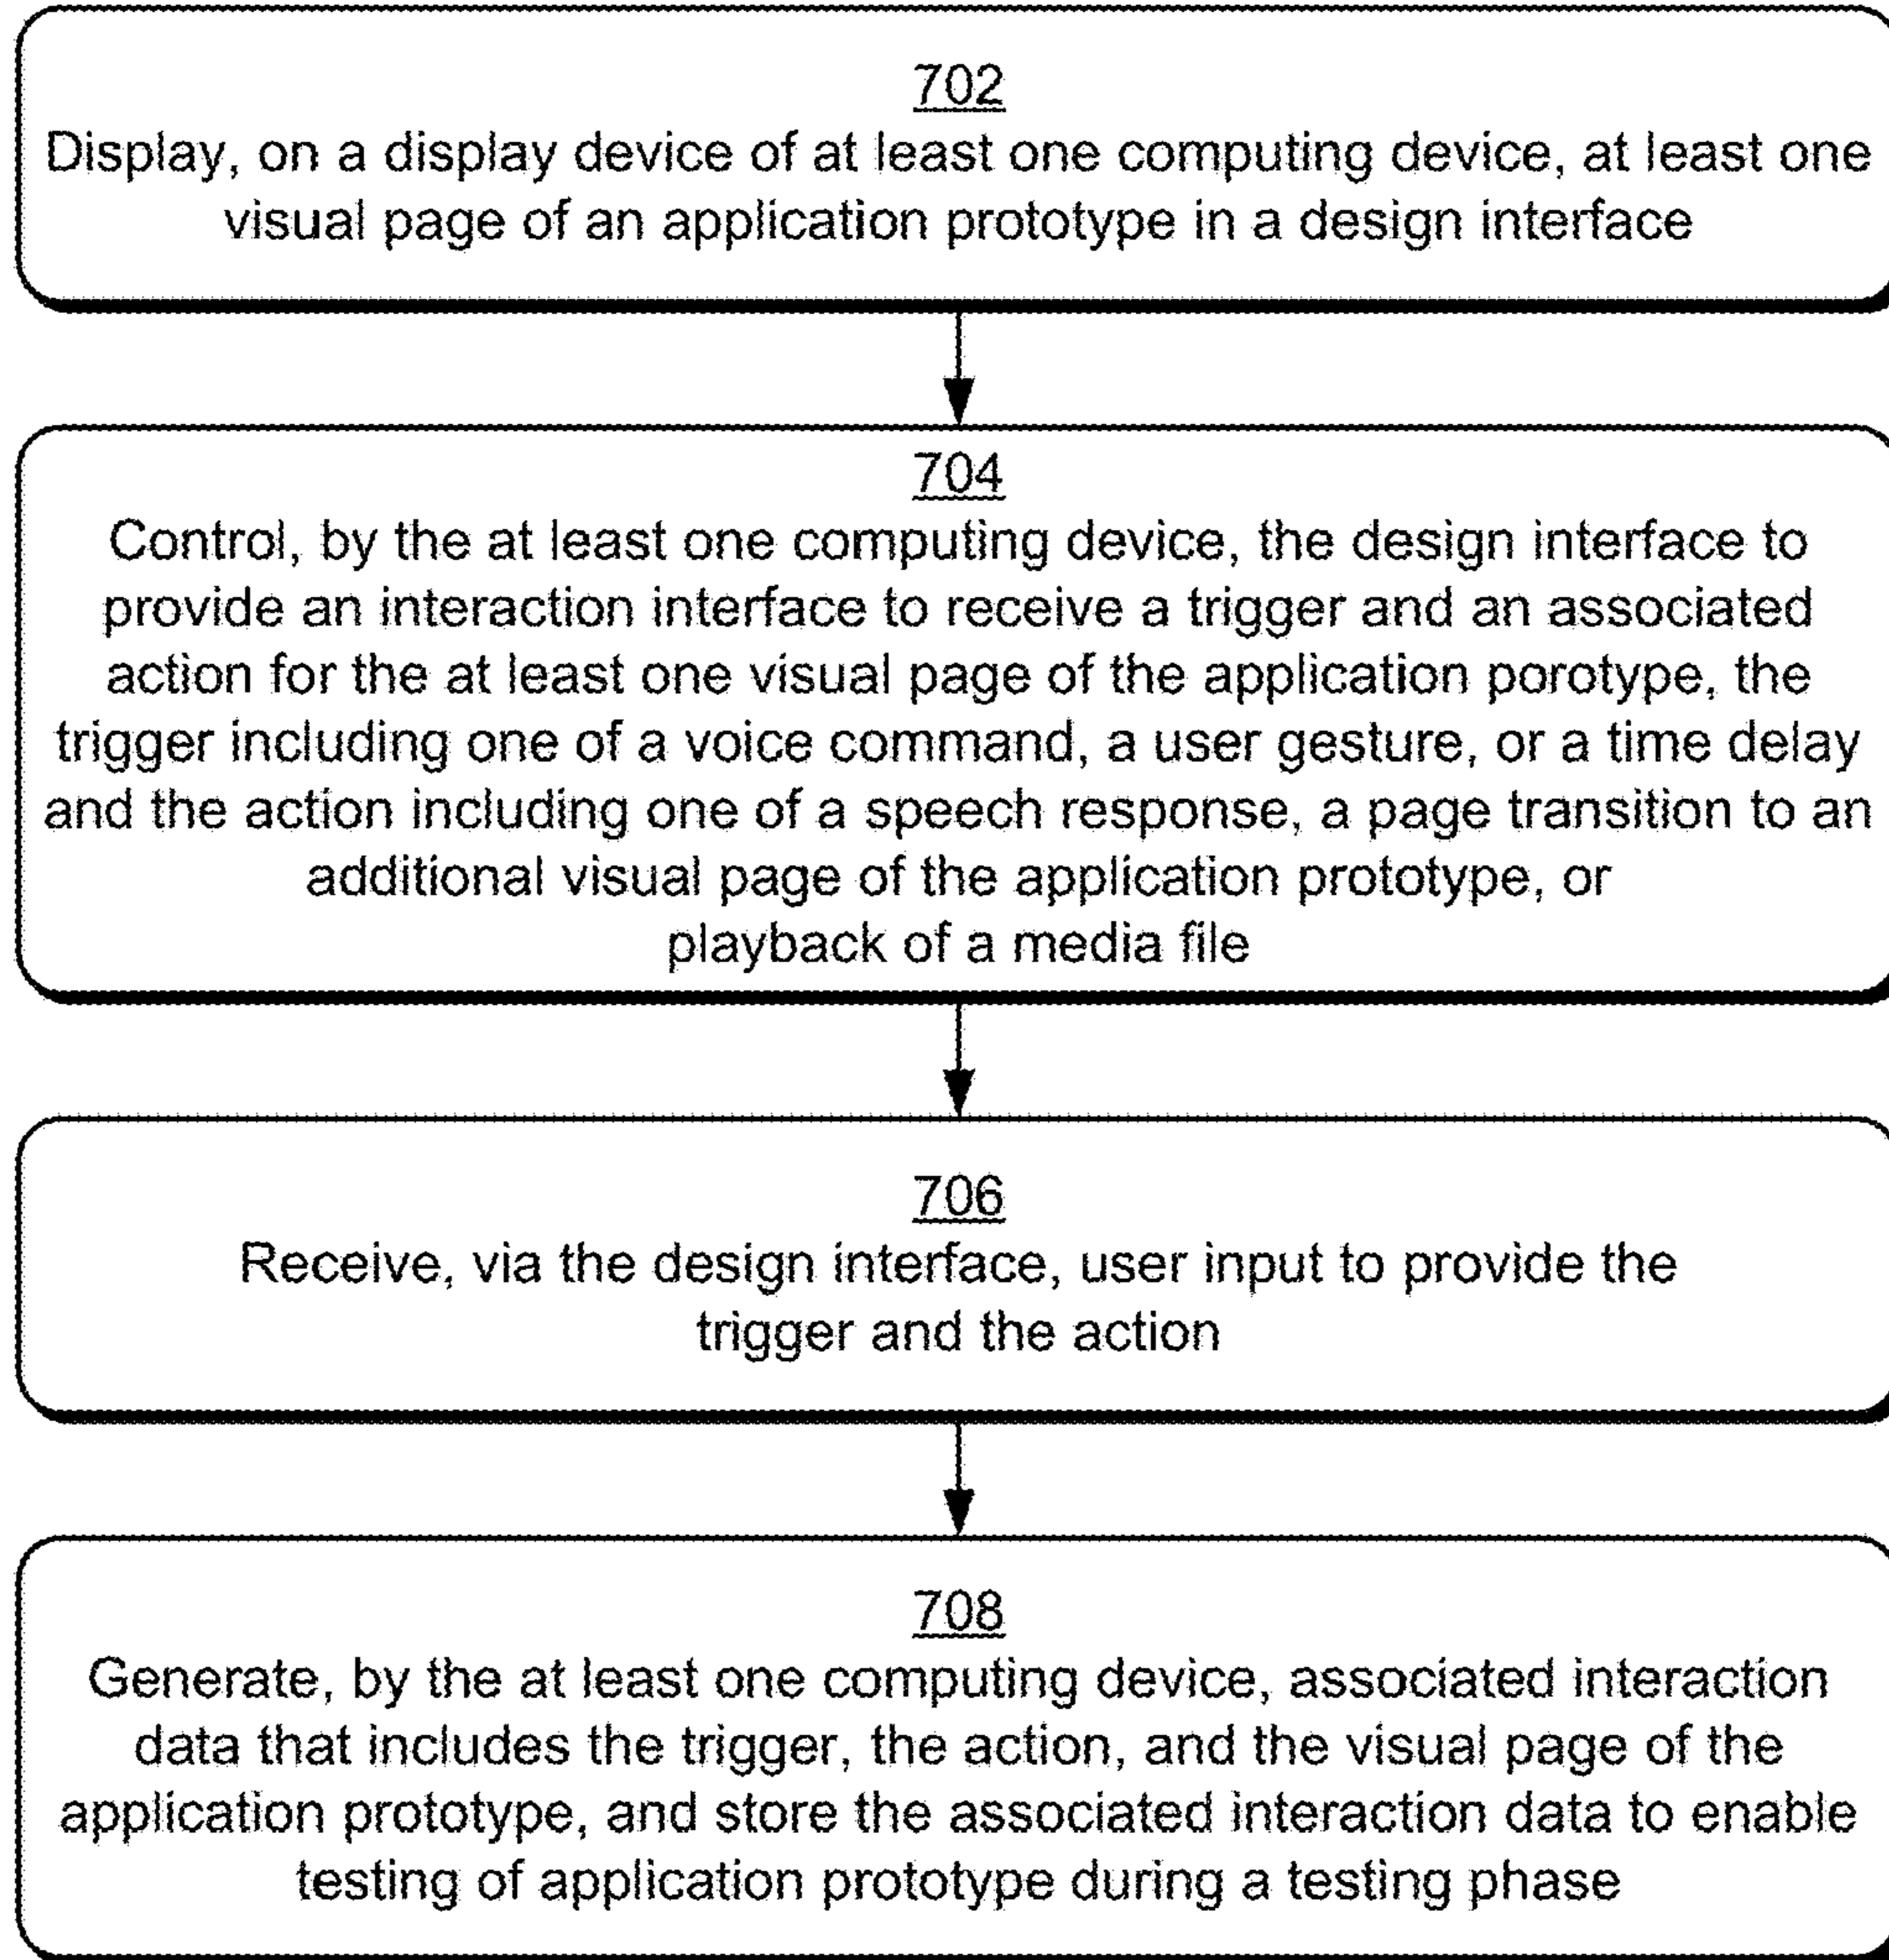 702
Display, on a display device of at least one computing device, at least one
visual page of an application prototype in a design interface
704
Control, by the at least one computing device, the design interface to
provide an interaction interface to receive a trigger and an associated
action for the at least one visual page of the application porotype, the
trigger including one of a voice command, a user gesture, or a time delay
and the action including one of a speech response, a page transition to an
additional visual page of the application prototype, or
playback of a media file
706
Receive, via the design interface, user input to provide the
trigger and the action
708
Generate, by the at least one computing device, associated interaction
data that includes the trigger, the action, and the visual page of the
application prototype, and store the associated interaction data to enable
testing of application prototype during a testing phase